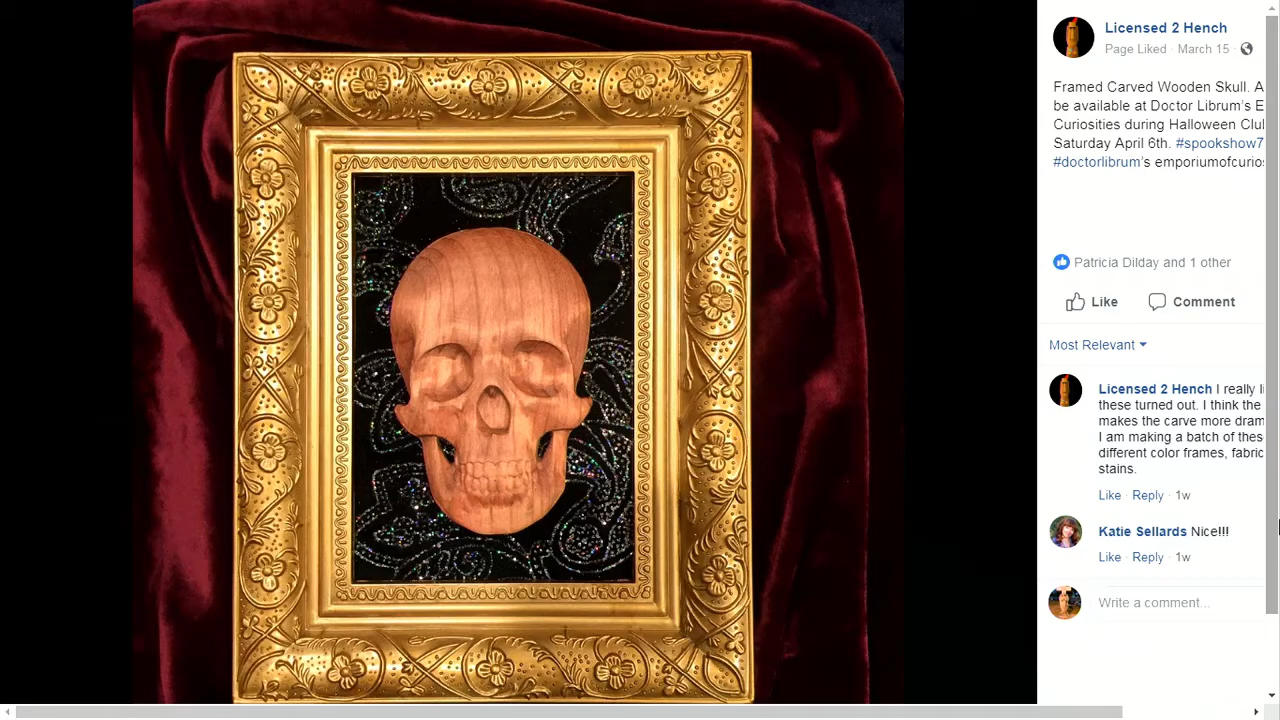 Licensed 2 Hench
Page Liked · March 15 ·
Framed Carved Wooden Skull. A
be available at Doctor Librum's E
Curiosities during Halloween Clu
Saturday April 6th. #spookshow7
#doctorlibrum's emporiumofcurio
Patricia Dilday and 1 other
Like Comment
Most Relevant
Licensed 2 Hench I really li
these turned out. I think the
makes the carve more dram
I am making a batch of thes
different color frames, fabric
stains.
Like · Reply · 1w
Katie Sellards Nice!!!
Like · Reply · 1w
Write a comment...